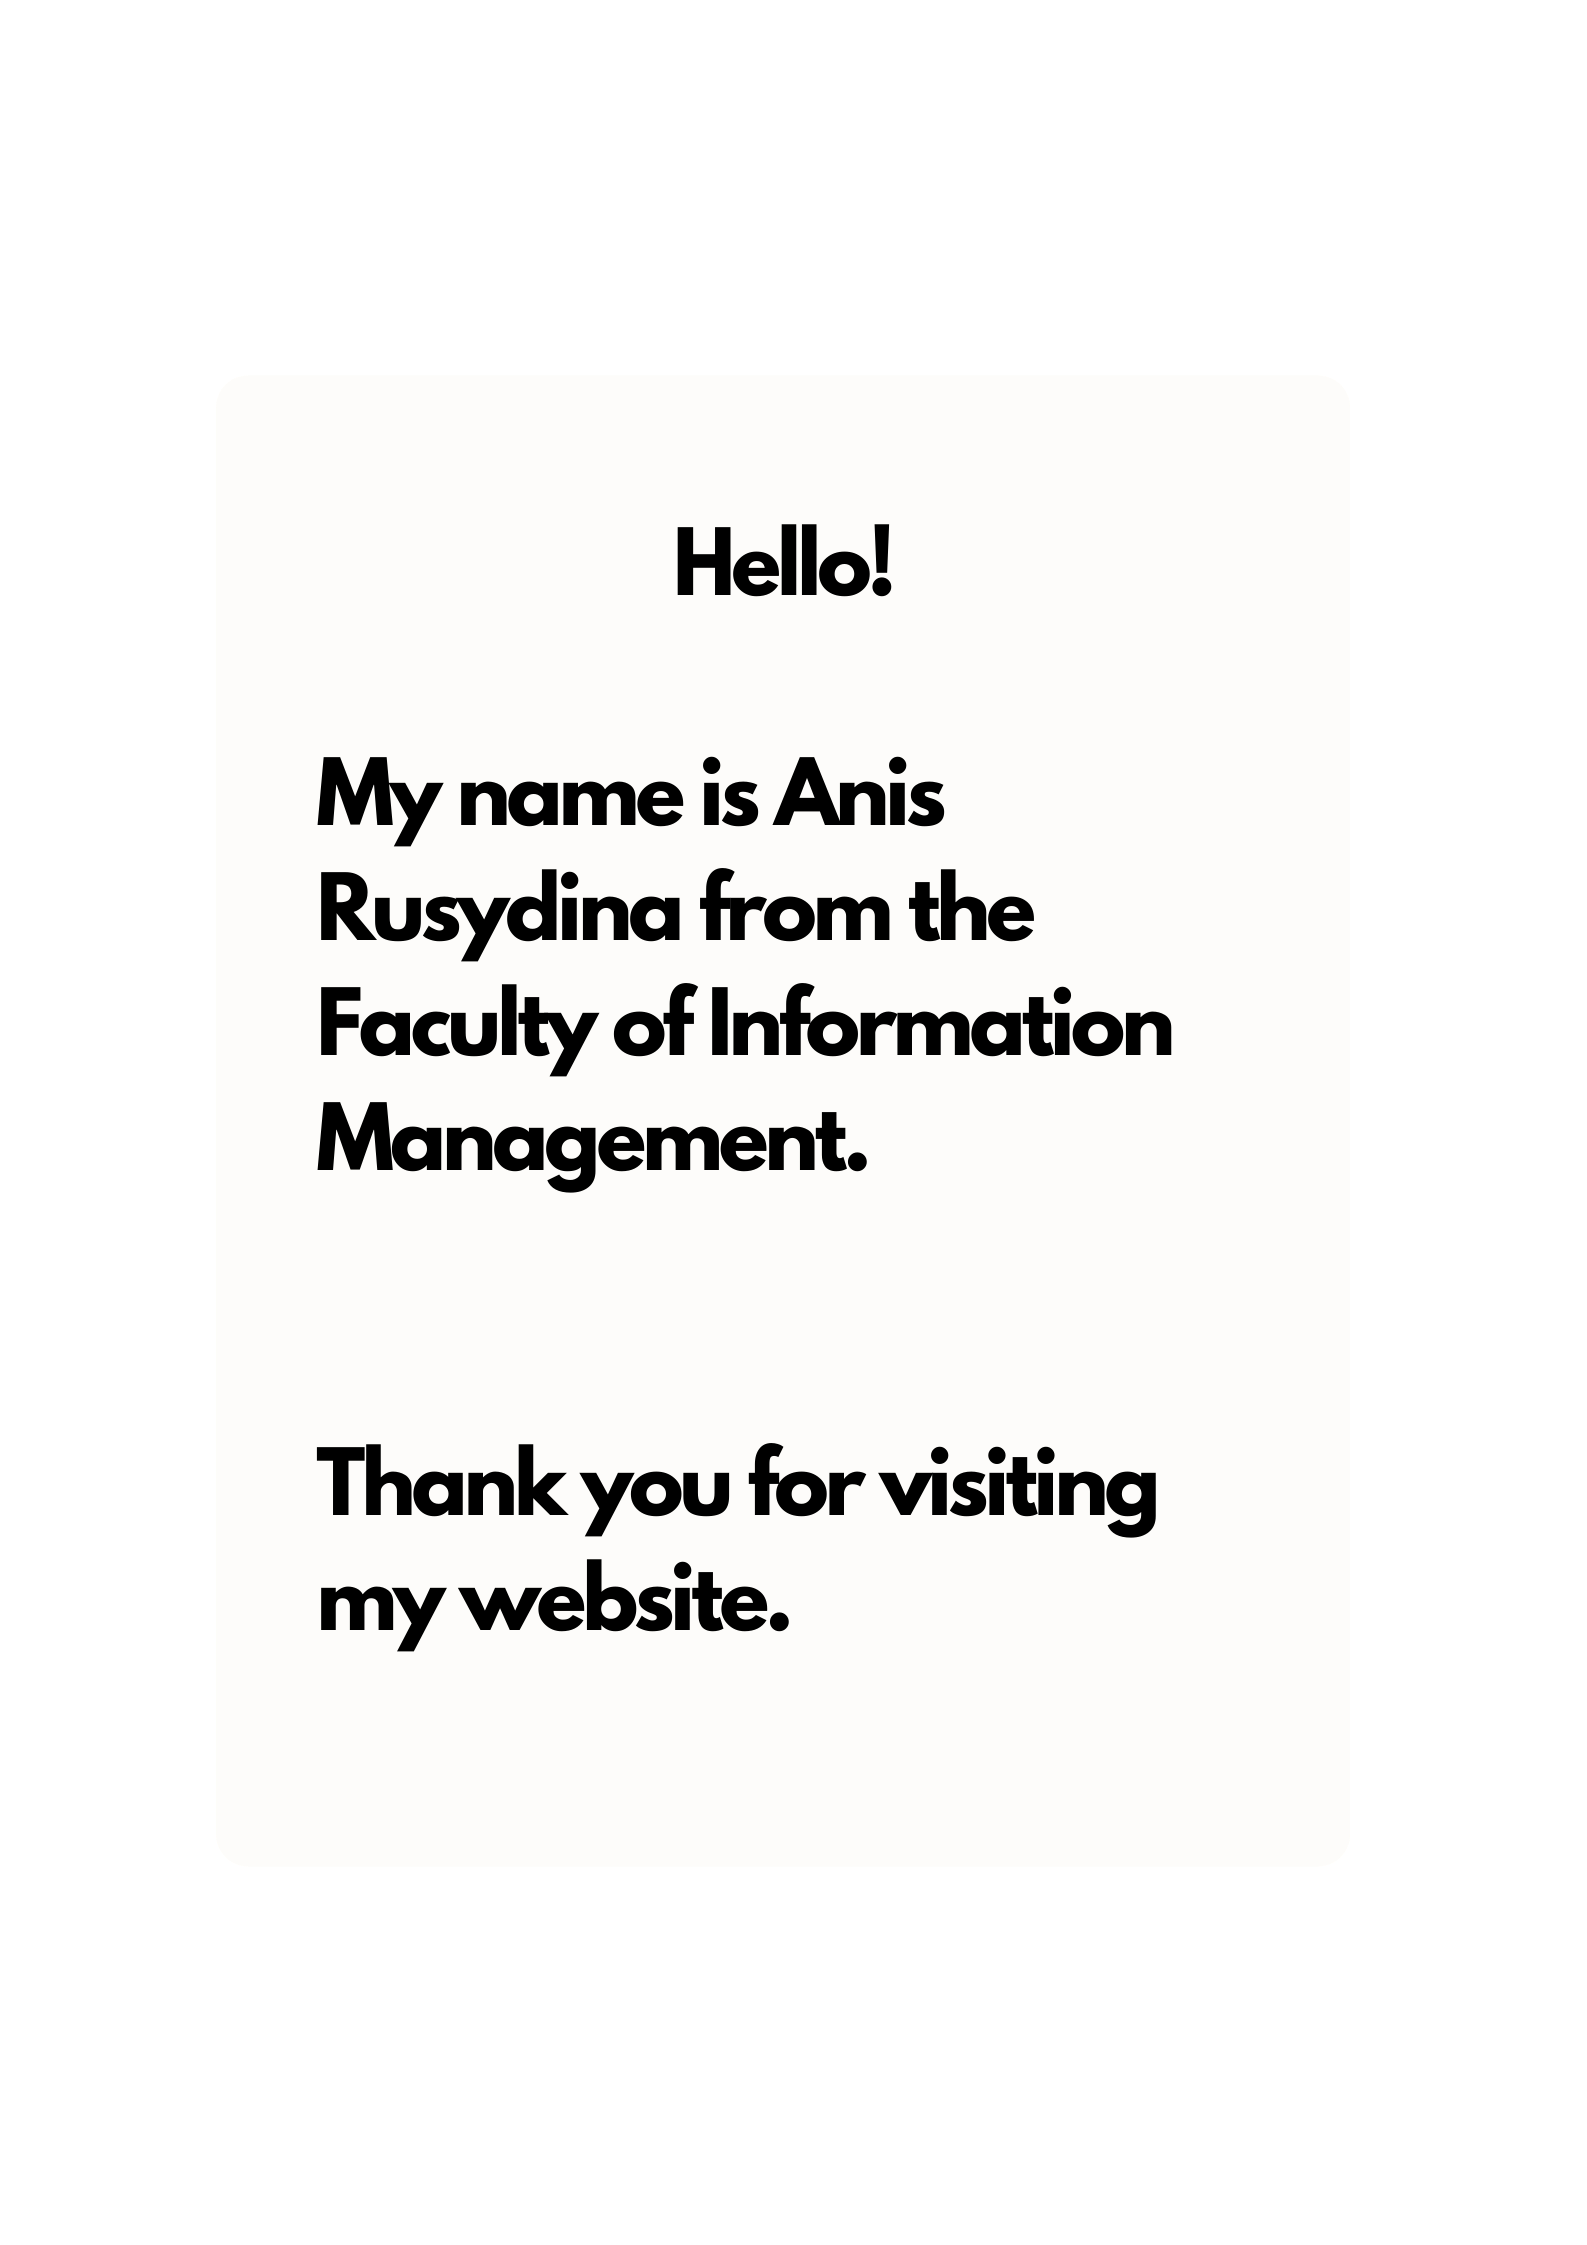 Hello!
My name is Anis
Rusydina from the
Faculty of Information
Management.
Thank you for visiting
my website.